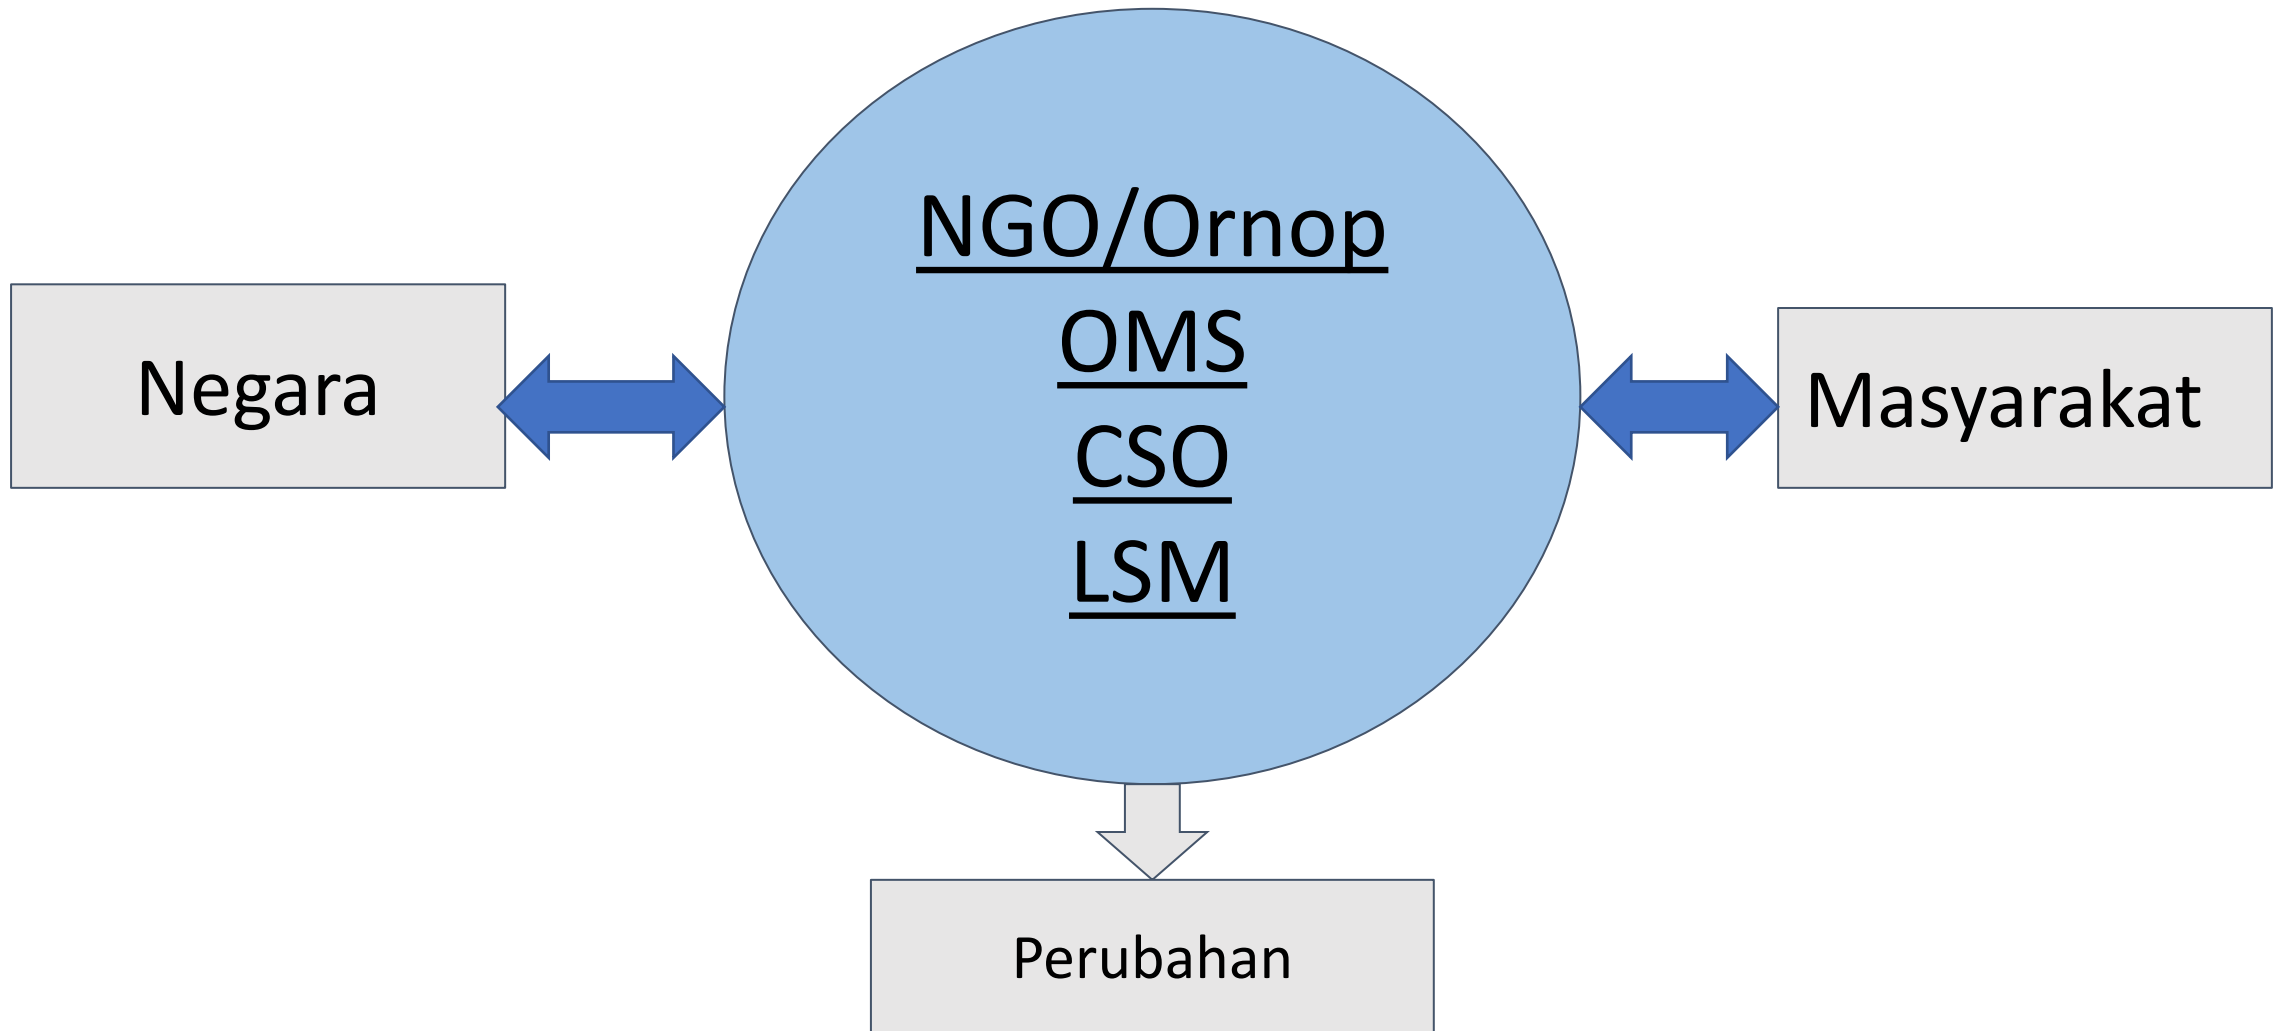 NGO/Ornop
OMS
CSO
LSM
Negara
Masyarakat
Perubahan